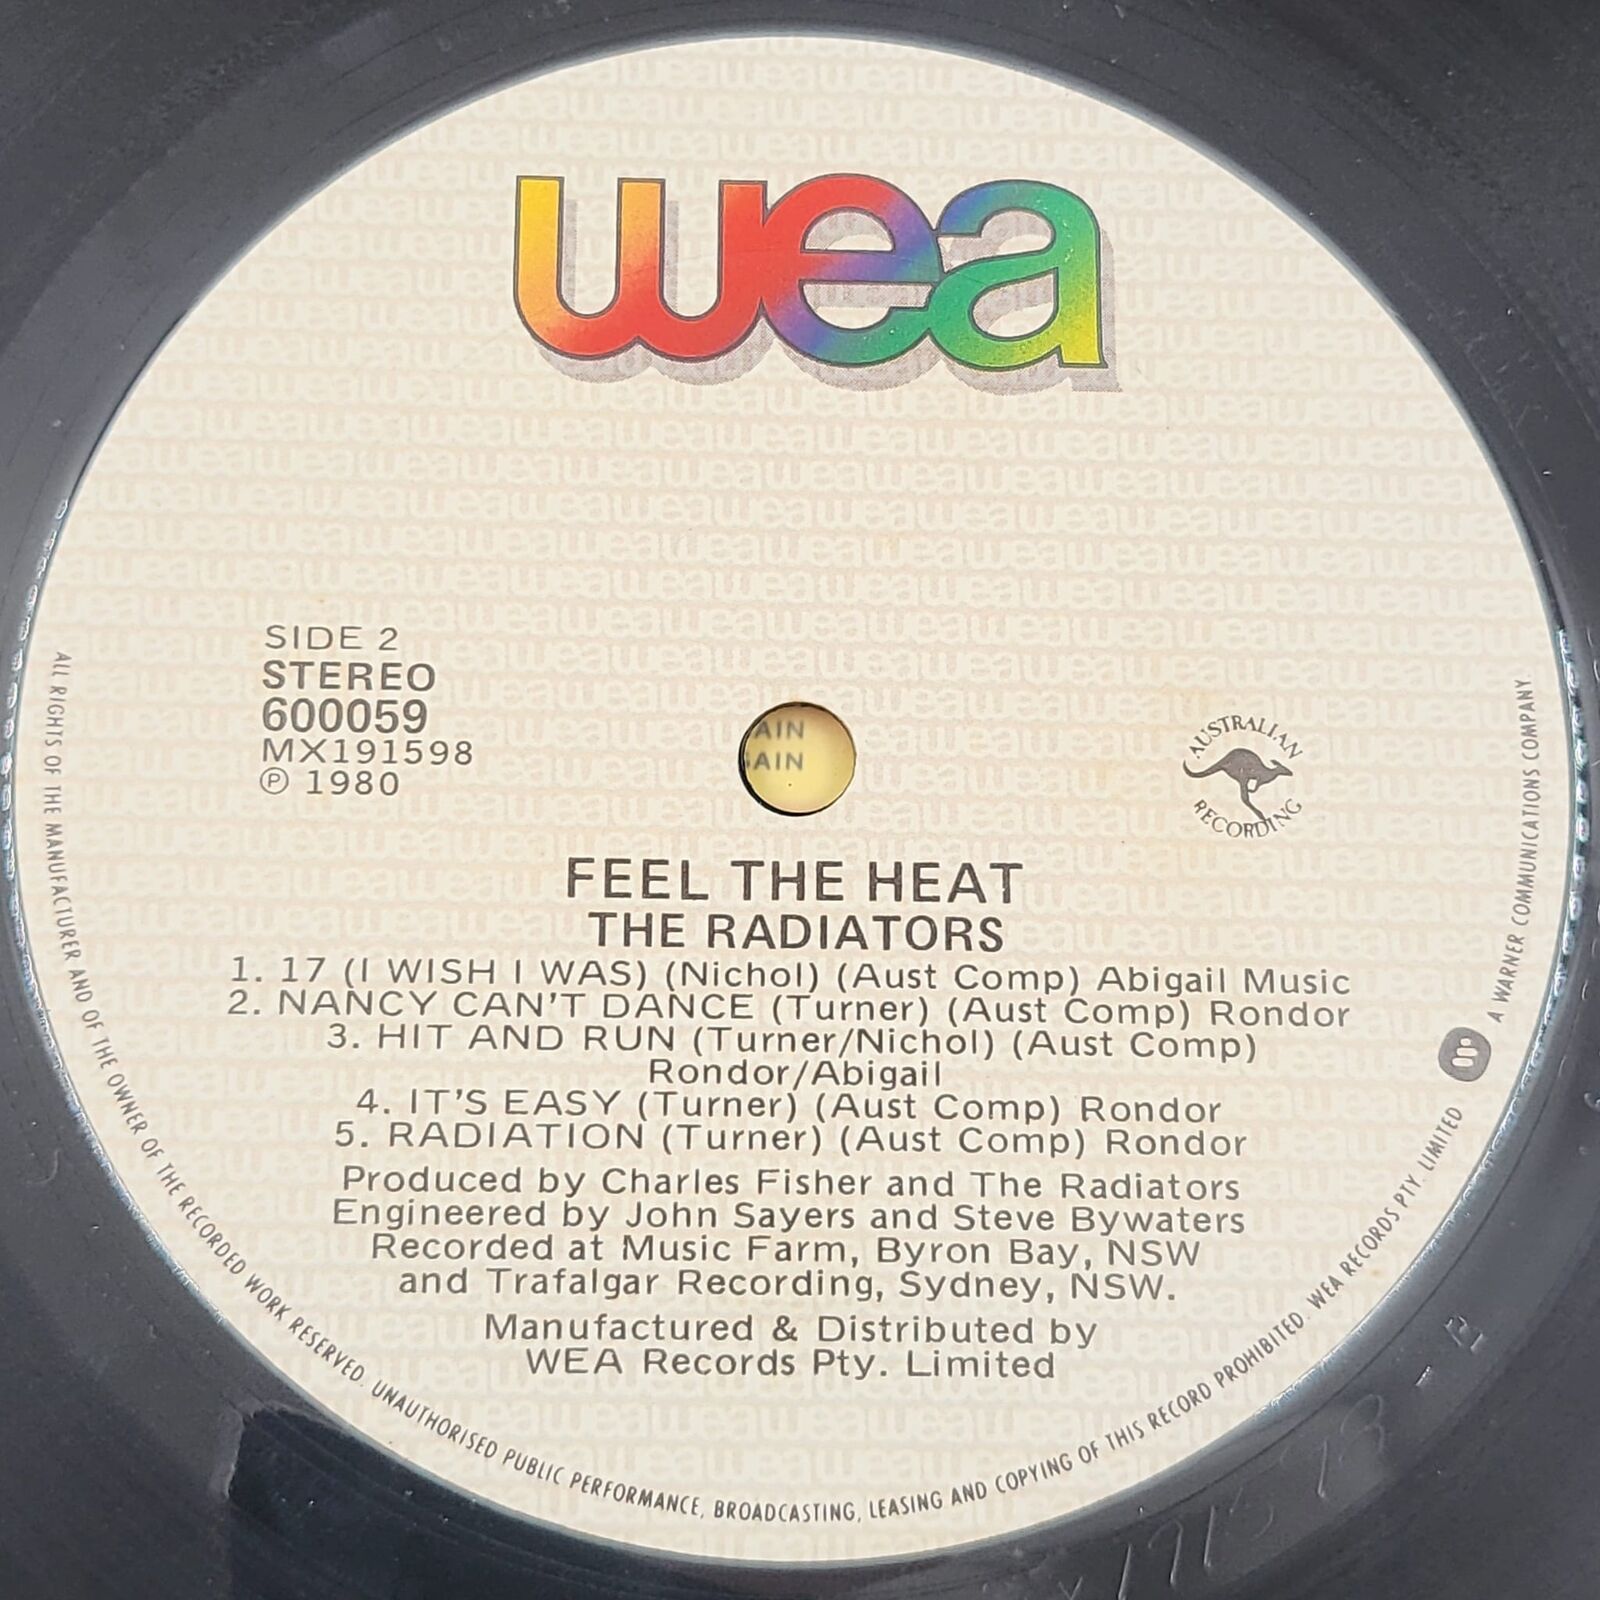 wea
SIDE 2
STEREO
600059
MX191598
℗ 1980
AIN
AIN
AUSTRALIAN
RECORDING
FEEL THE HEAT
THE RADIATORS
1. 17 (I WISH I WAS) (Nichol) (Aust Comp) Abigail Music
2. NANCY CAN'T DANCE (Turner) (Aust Comp) Rondor
3. HIT AND RUN (Turner/Nichol) (Aust Comp)
Rondor/Abigail
4. IT'S EASY (Turner) (Aust Comp) Rondor
5. RADIATION (Turner) (Aust Comp) Rondor
Produced by Charles Fisher and The Radiators
Engineered by John Sayers and Steve Bywaters
Recorded at Music Farm, Byron Bay, NSW
and Trafalgar Recording, Sydney, NSW.
Manufactured & Distributed by
WEA Records Pty. Limited
ALL RIGHTS OF THE MANUFACTURER AND OF THE OWNER OF THE RECORDED WORK RESERVED. UNAUTHORISED PUBLIC PERFORMANCE, BROADCASTING, LEASING AND COPYING OF THIS RECORD PROHIBITED. WEA RECORDS PTY. LIMITED
A WARNER COMMUNICATIONS COMPANY